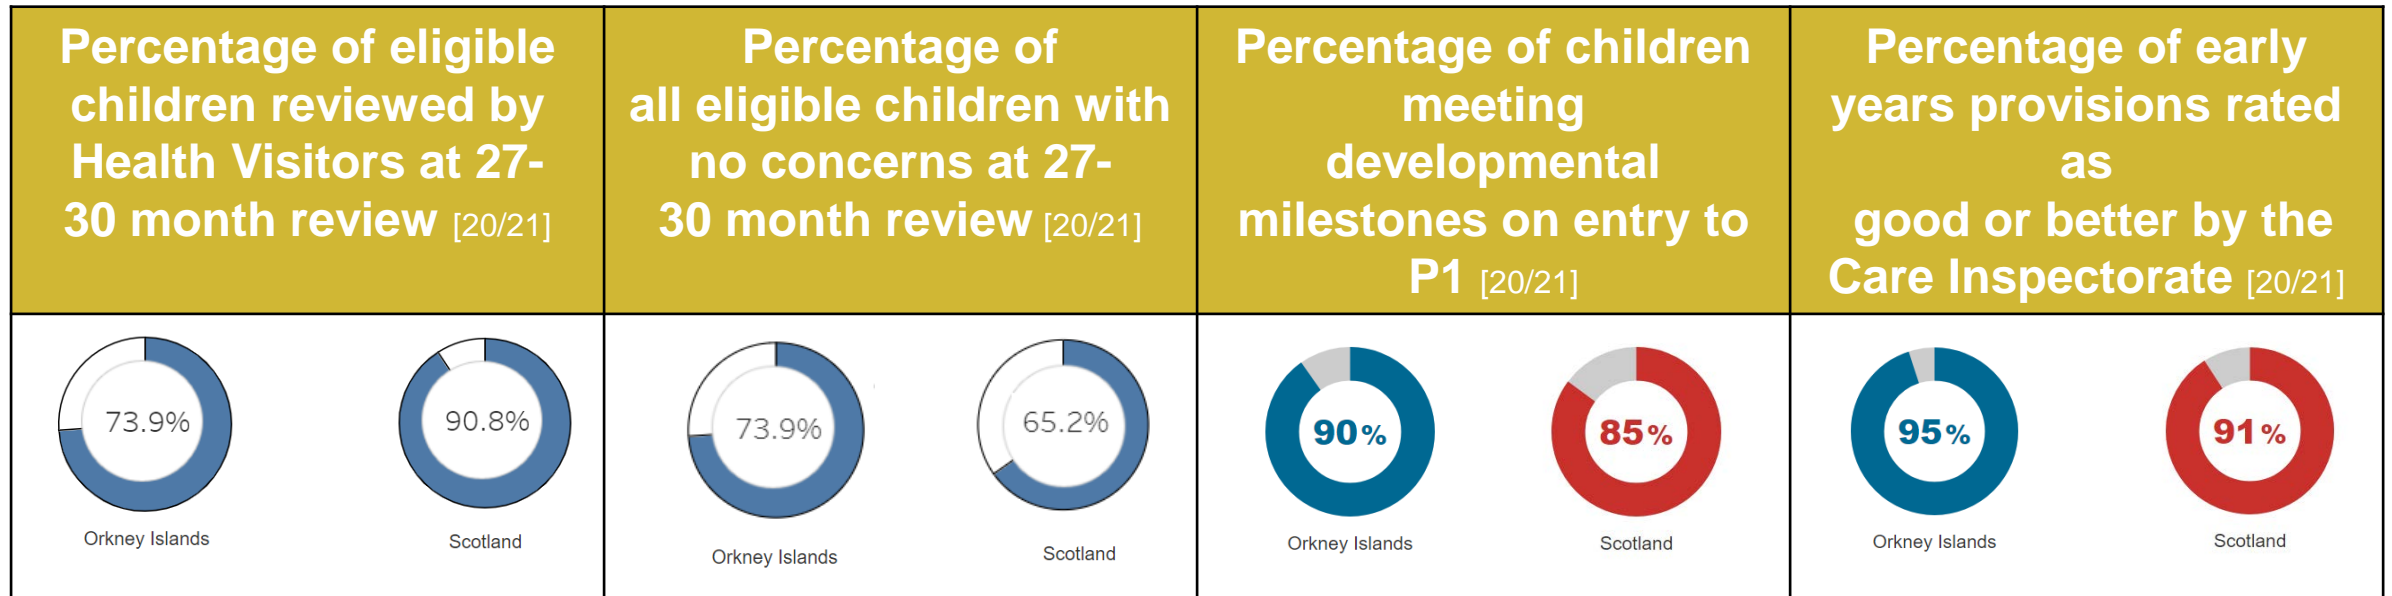 Percentage of eligible
children reviewed by
Health Visitors at 27-
30 month review [20/21]
Percentage of
all eligible children with
no concerns at 27-
30 month review [20/21]
Percentage of children
meeting
developmental
milestones on entry to
P1 [20/21]
Percentage of early
years provisions rated
as
good or better by the
Care Inspectorate [20/21]
73.9%
Orkney Islands
90.8%
Scotland
73.9%
Orkney Islands
65.2%
Scotland
90%
Orkney Islands
85%
Scotland
95%
Orkney Islands
91%
Scotland